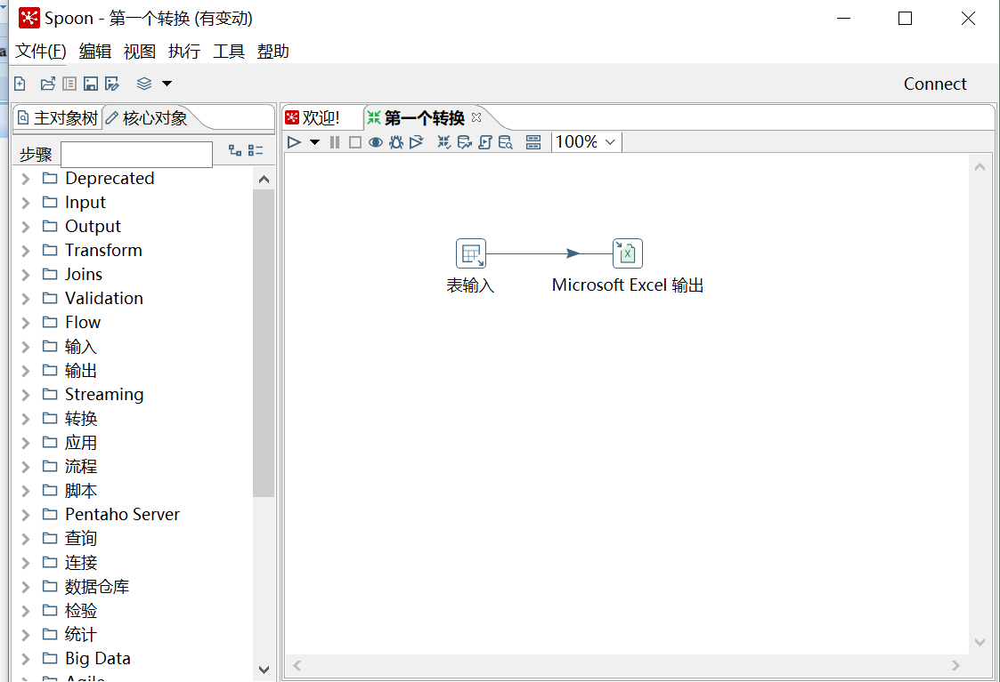 Spoon - 第一个转换 (有变动)
文件(F) 编辑 视图 执行 工具 帮助
Connect
主对象树 核心对象
步骤
Deprecated
Input
Output
Transform
Joins
Validation
Flow
输入
输出
Streaming
转换
应用
流程
脚本
Pentaho Server
查询
连接
数据仓库
检验
统计
Big Data
Agile
欢迎! 第一个转换
100%
表输入 Microsoft Excel 输出